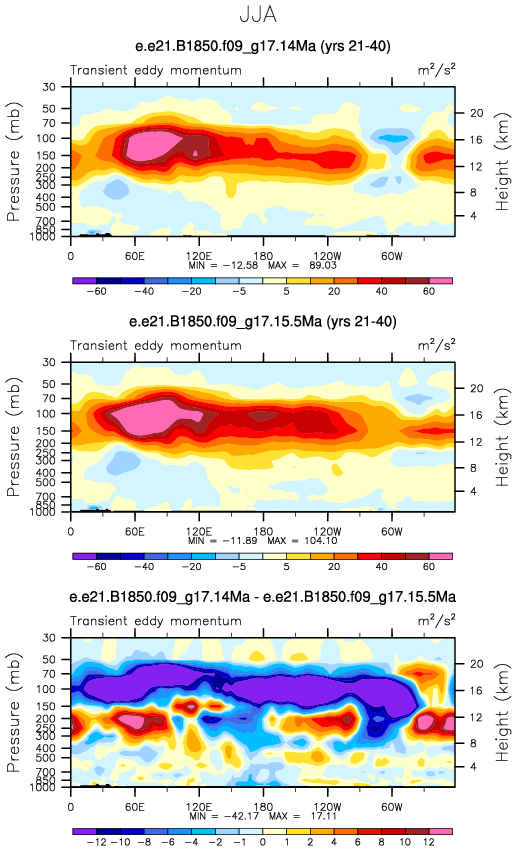 JJA
e.e21.B1850.f09_g17.14Ma (yrs 21-40)
Transient eddy momentum m²/s²
Pressure (mb)
30
50
70
100
150
200
250
300
400
500
700
850
1000
20
16
12
8
4
Height (km)
0 60E 120E 180 120W 60W
MIN = -12.58 MAX = 89.03
-60 -40 -20 -5 5 20 40 60
e.e21.B1850.f09_g17.15.5Ma (yrs 21-40)
Transient eddy momentum m²/s²
Pressure (mb)
30
50
70
100
150
200
250
300
400
500
700
850
1000
20
16
12
8
4
Height (km)
0 60E 120E 180 120W 60W
MIN = -11.89 MAX = 104.10
-60 -40 -20 -5 5 20 40 60
e.e21.B1850.f09_g17.14Ma - e.e21.B1850.f09_g17.15.5Ma
Transient eddy momentum m²/s²
Pressure (mb)
30
50
70
100
150
200
250
300
400
500
700
850
1000
20
16
12
8
4
Height (km)
0 60E 120E 180 120W 60W
MIN = -42.17 MAX = 17.11
-12 -10 -8 -6 -4 -2 -1 0 1 2 4 6 8 10 12